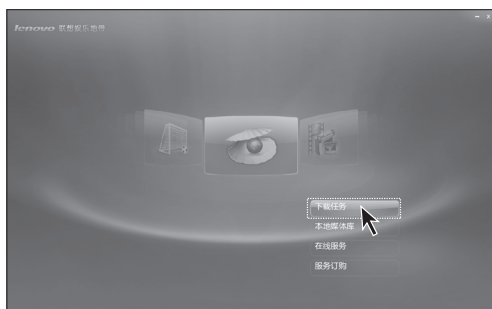 lenovo 联想娱乐地带
下载任务
本地媒体库
在线服务
服务订购